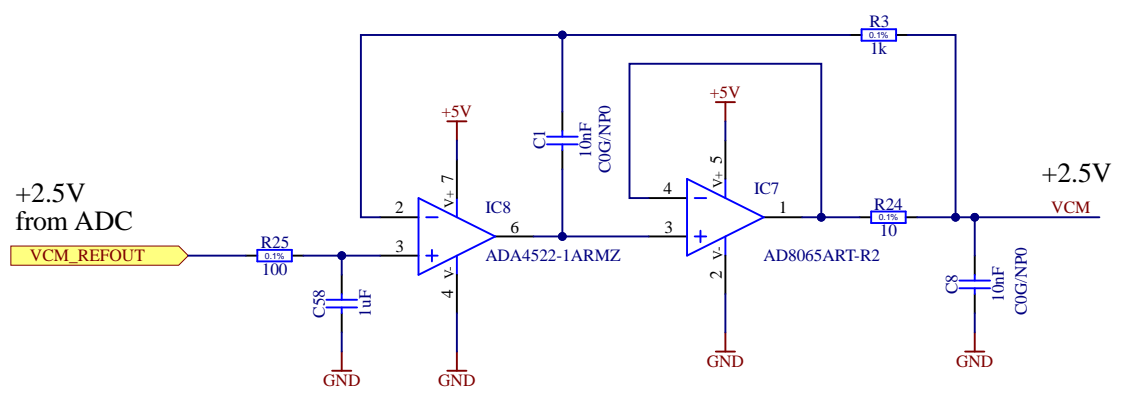 R3
0.1%
1k
+5V
+5V
C1
10nF
C0G/NP0
7
V+
5
V+
+2.5V
from ADC
+2.5V
4
IC7
2
IC8
1
R24
0.1%
10
VCM
VCM_REFOUT
R25
0.1%
100
3
6
ADA4522-1ARMZ
3
AD8065ART-R2
4
V-
2
V-
C58
1uF
C8
10nF
C0G/NP0
GND
GND
GND
GND